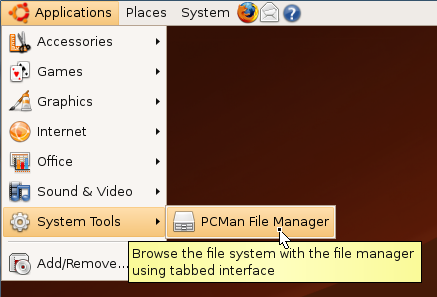 Applications Places System
Accessories
Games
Graphics
Internet
Office
Sound & Video
System Tools
PCMan File Manager
Add/Remove...
Browse the file system with the file manager
using tabbed interface